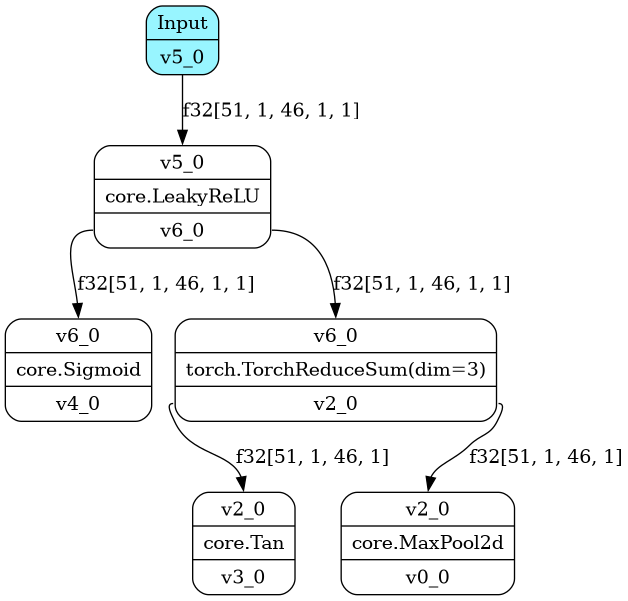 Input
v5_0
f32[51, 1, 46, 1, 1]
v5_0
core.LeakyReLU
v6_0
f32[51, 1, 46, 1, 1]
f32[51, 1, 46, 1, 1]
v6_0
core.Sigmoid
v4_0
v6_0
torch.TorchReduceSum(dim=3)
v2_0
f32[51, 1, 46, 1]
f32[51, 1, 46, 1]
v2_0
core.Tan
v3_0
v2_0
core.MaxPool2d
v0_0